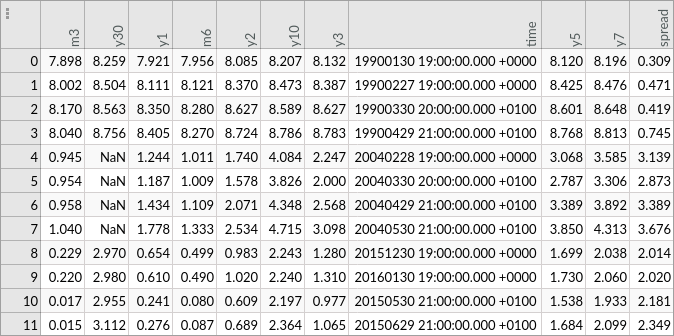 m3 y30 y1 m6 y2 y10 y3 time y5 y7 spread
0 7.898 8.259 7.921 7.956 8.085 8.207 8.132 19900130 19:00:00.000 +0000 8.120 8.196 0.309
1 8.002 8.504 8.111 8.121 8.370 8.473 8.387 19900227 19:00:00.000 +0000 8.425 8.476 0.471
2 8.170 8.563 8.350 8.280 8.627 8.589 8.627 19900330 20:00:00.000 +0100 8.601 8.648 0.419
3 8.040 8.756 8.405 8.270 8.724 8.786 8.783 19900429 21:00:00.000 +0100 8.768 8.813 0.745
4 0.945 NaN 1.244 1.011 1.740 4.084 2.247 20040228 19:00:00.000 +0000 3.068 3.585 3.139
5 0.954 NaN 1.187 1.009 1.578 3.826 2.000 20040330 20:00:00.000 +0100 2.787 3.306 2.873
6 0.958 NaN 1.434 1.109 2.071 4.348 2.568 20040429 21:00:00.000 +0100 3.389 3.892 3.389
7 1.040 NaN 1.778 1.333 2.534 4.715 3.098 20040530 21:00:00.000 +0100 3.850 4.313 3.676
8 0.229 2.970 0.654 0.499 0.983 2.243 1.280 20151230 19:00:00.000 +0000 1.699 2.038 2.014
9 0.220 2.980 0.610 0.490 1.020 2.240 1.310 20160130 19:00:00.000 +0000 1.730 2.060 2.020
10 0.017 2.955 0.241 0.080 0.609 2.197 0.977 20150530 21:00:00.000 +0100 1.538 1.933 2.181
11 0.015 3.112 0.276 0.087 0.689 2.364 1.065 20150629 21:00:00.000 +0100 1.684 2.099 2.349